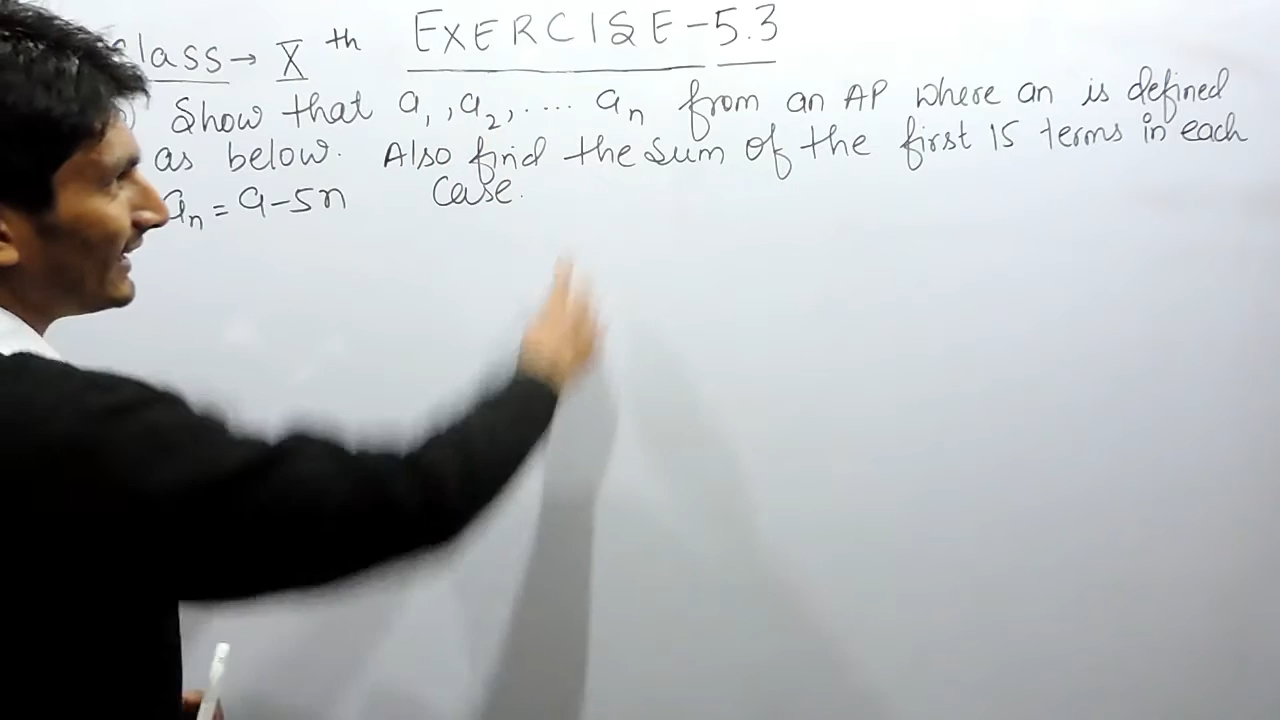 Class → X th EXERCISE-5.3
) Show that a₁, a₂, .... aₙ from an AP where an is defined
as below. Also find the sum of the first 15 terms in each
aₙ = 9-5n case.